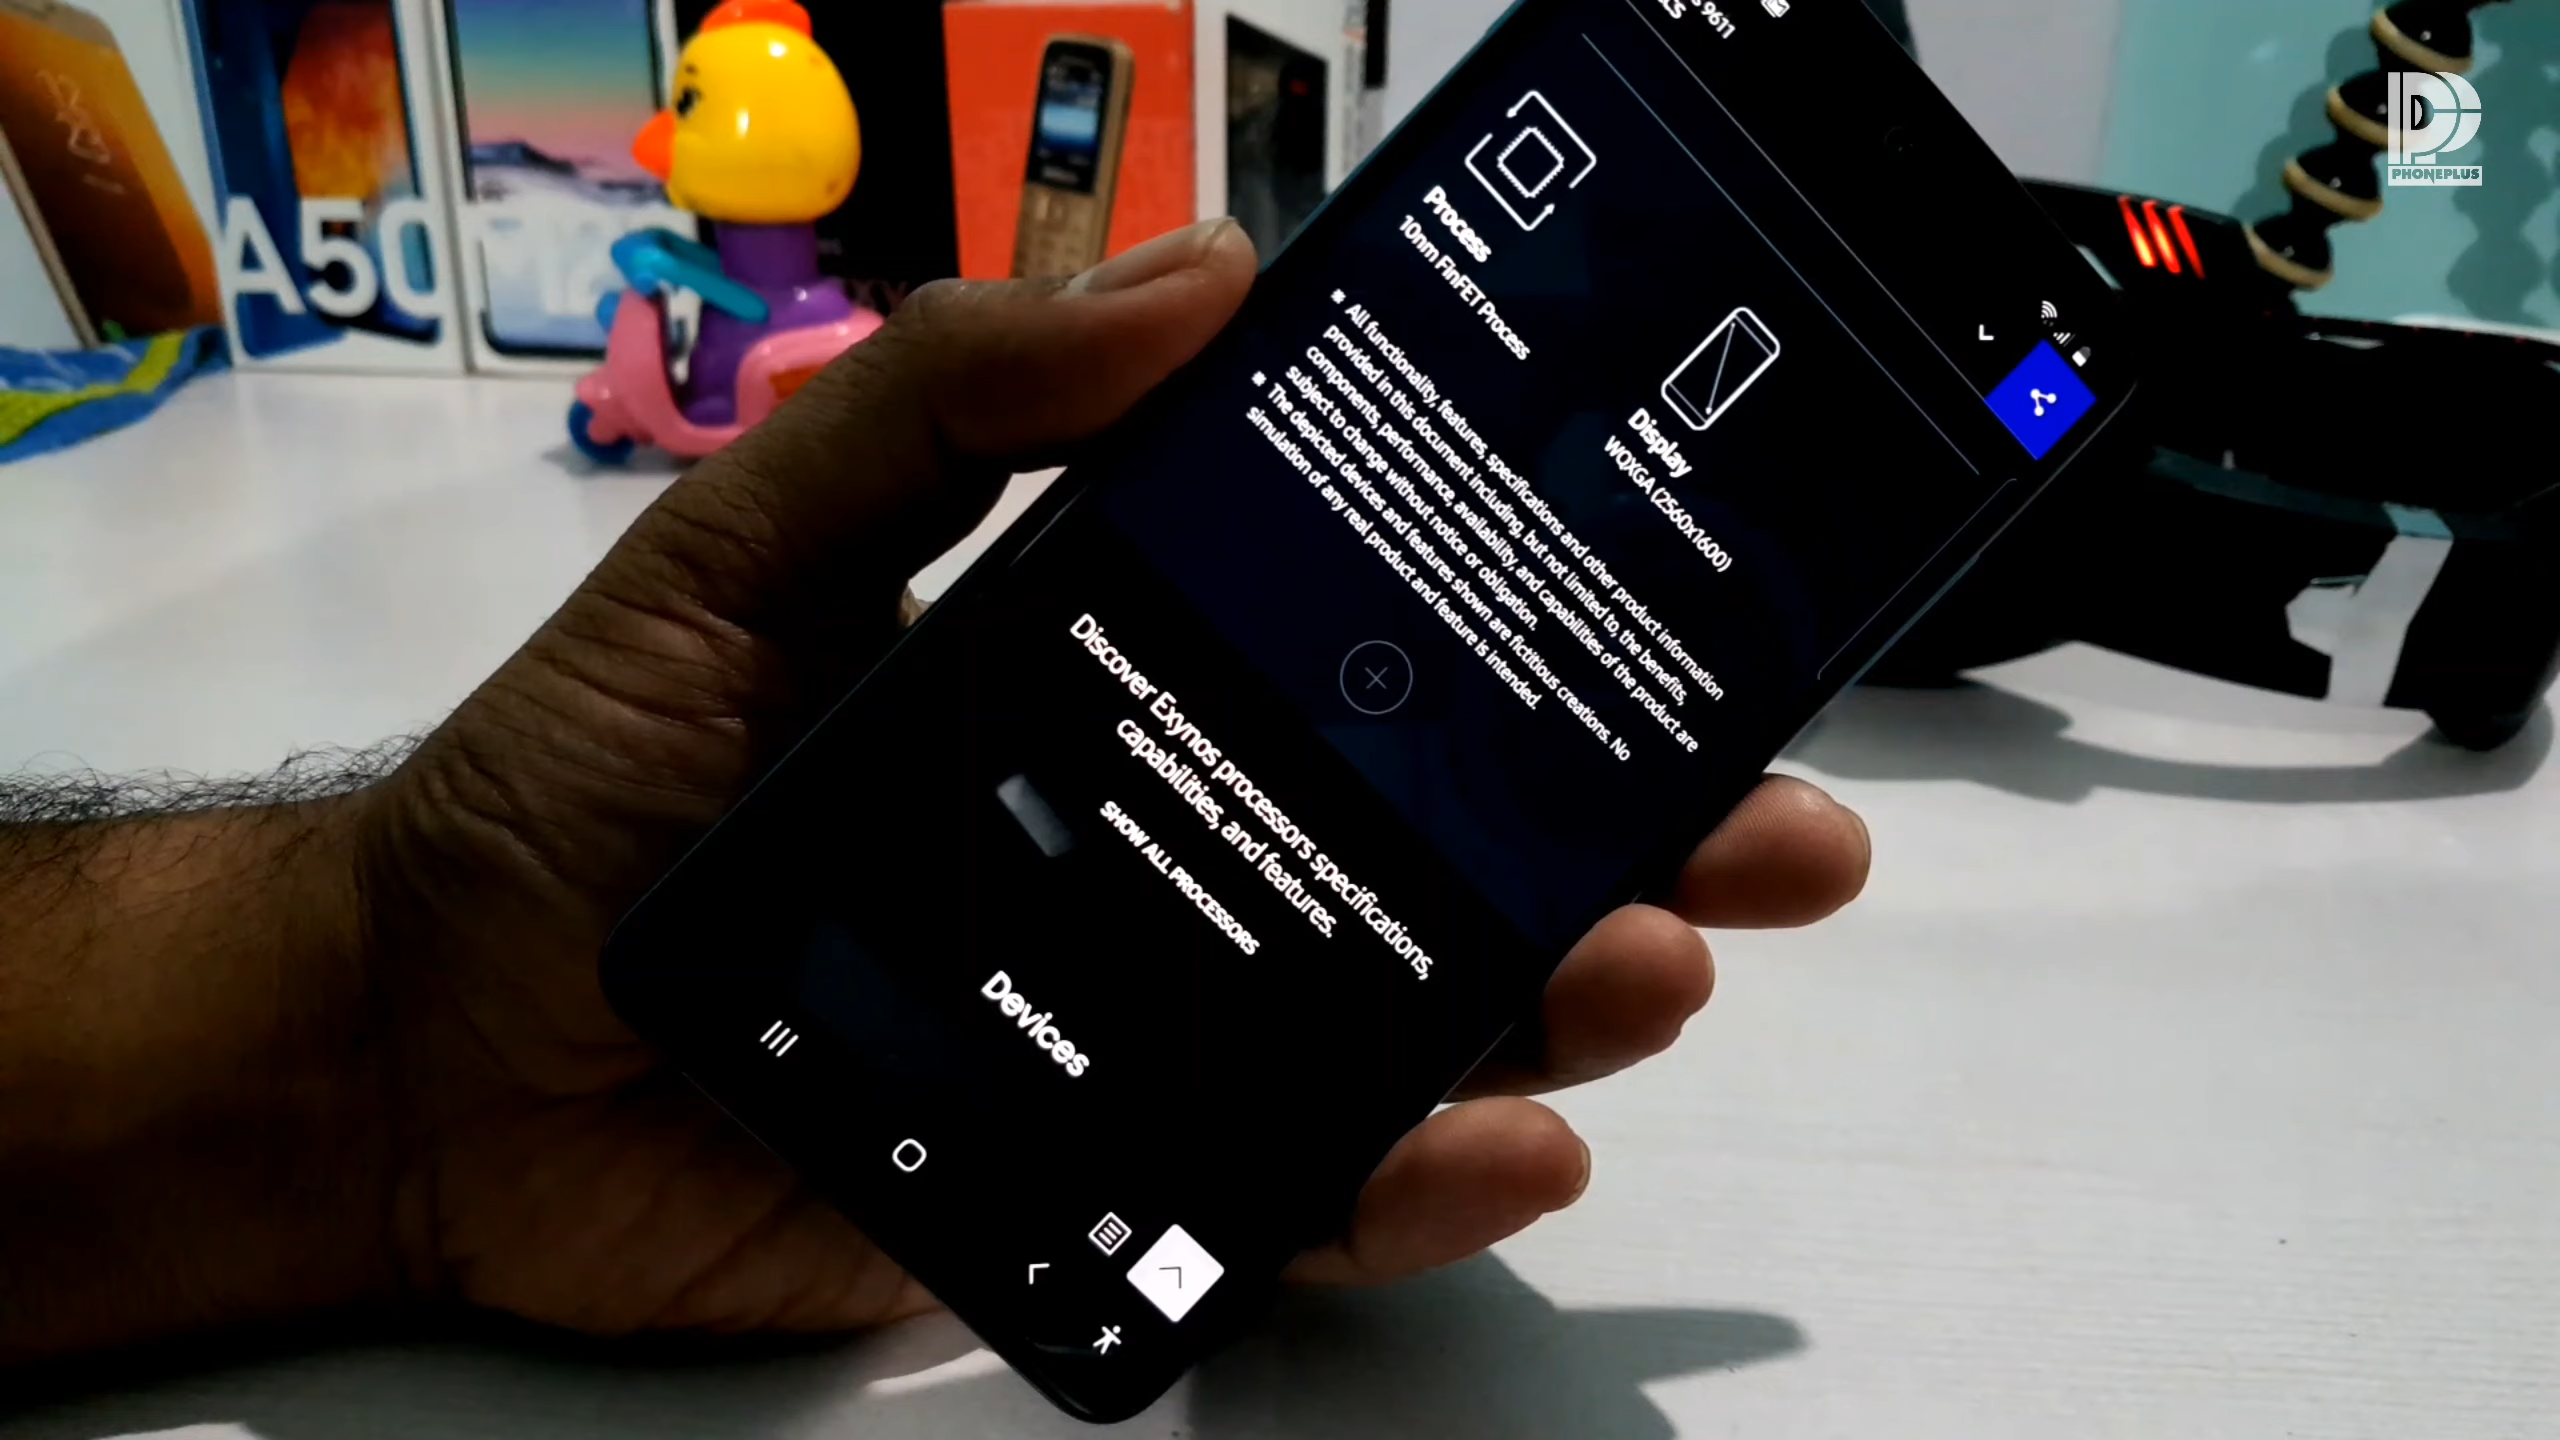 PHONEPLUS
A50
9611
Process
10nm FinFET Process
Display
WQXGA (2560x1600)
※ All functionality, features, specifications and other product information
provided in this document including, but not limited to, the benefits,
components, performance, availability, and capabilities of the product are
subject to change without notice or obligation.
※ The depicted devices and features shown are fictitious creations. No
simulation of any real product and feature is intended.
Discover Exynos processors specifications,
capabilities, and features.
SHOW ALL PROCESSORS
Devices